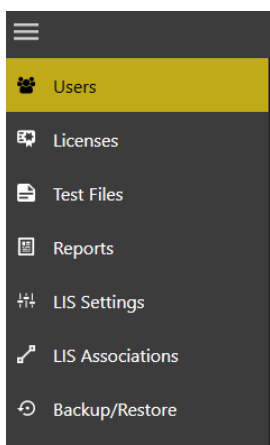 Users
Licenses
Test Files
Reports
LIS Settings
LIS Associations
Backup/Restore